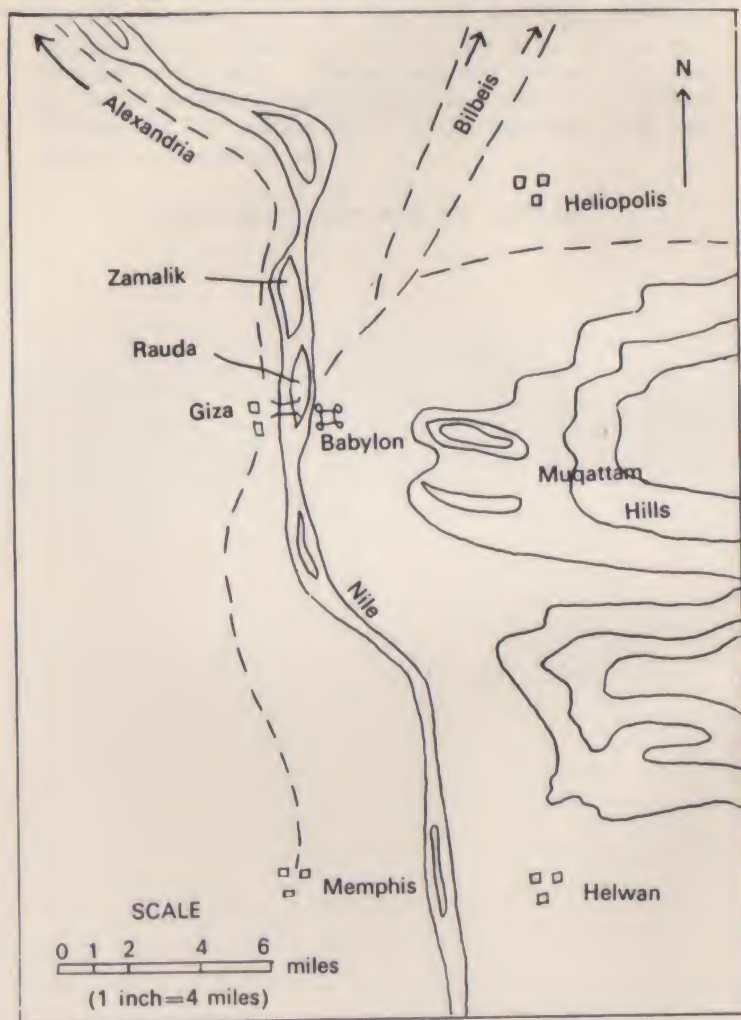 Alexandria
Bilbeis
N
Heliopolis
Zamalik
Rauda
Giza
Babylon
Muqattam
Hills
Nile
Memphis
Helwan
SCALE
0 1 2 4 6
miles
(1 inch=4 miles)